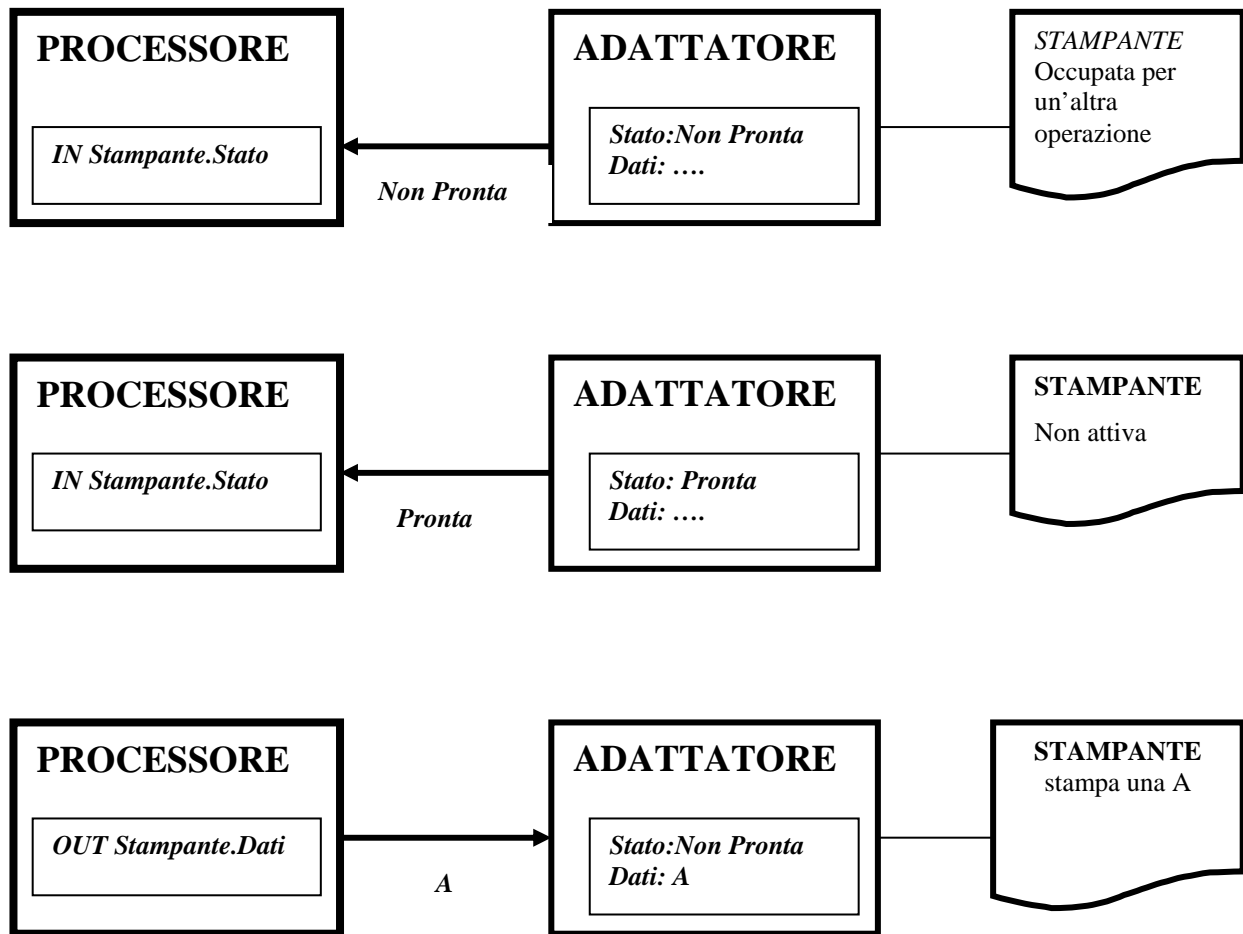 PROCESSORE
IN Stampante.Stato
Non Pronta
ADATTATORE
Stato:Non Pronta
Dati: ….
STAMPANTE
Occupata per
un’altra
operazione
PROCESSORE
IN Stampante.Stato
Pronta
ADATTATORE
Stato: Pronta
Dati: ….
STAMPANTE
Non attiva
PROCESSORE
OUT Stampante.Dati
A
ADATTATORE
Stato:Non Pronta
Dati: A
STAMPANTE
stampa una A